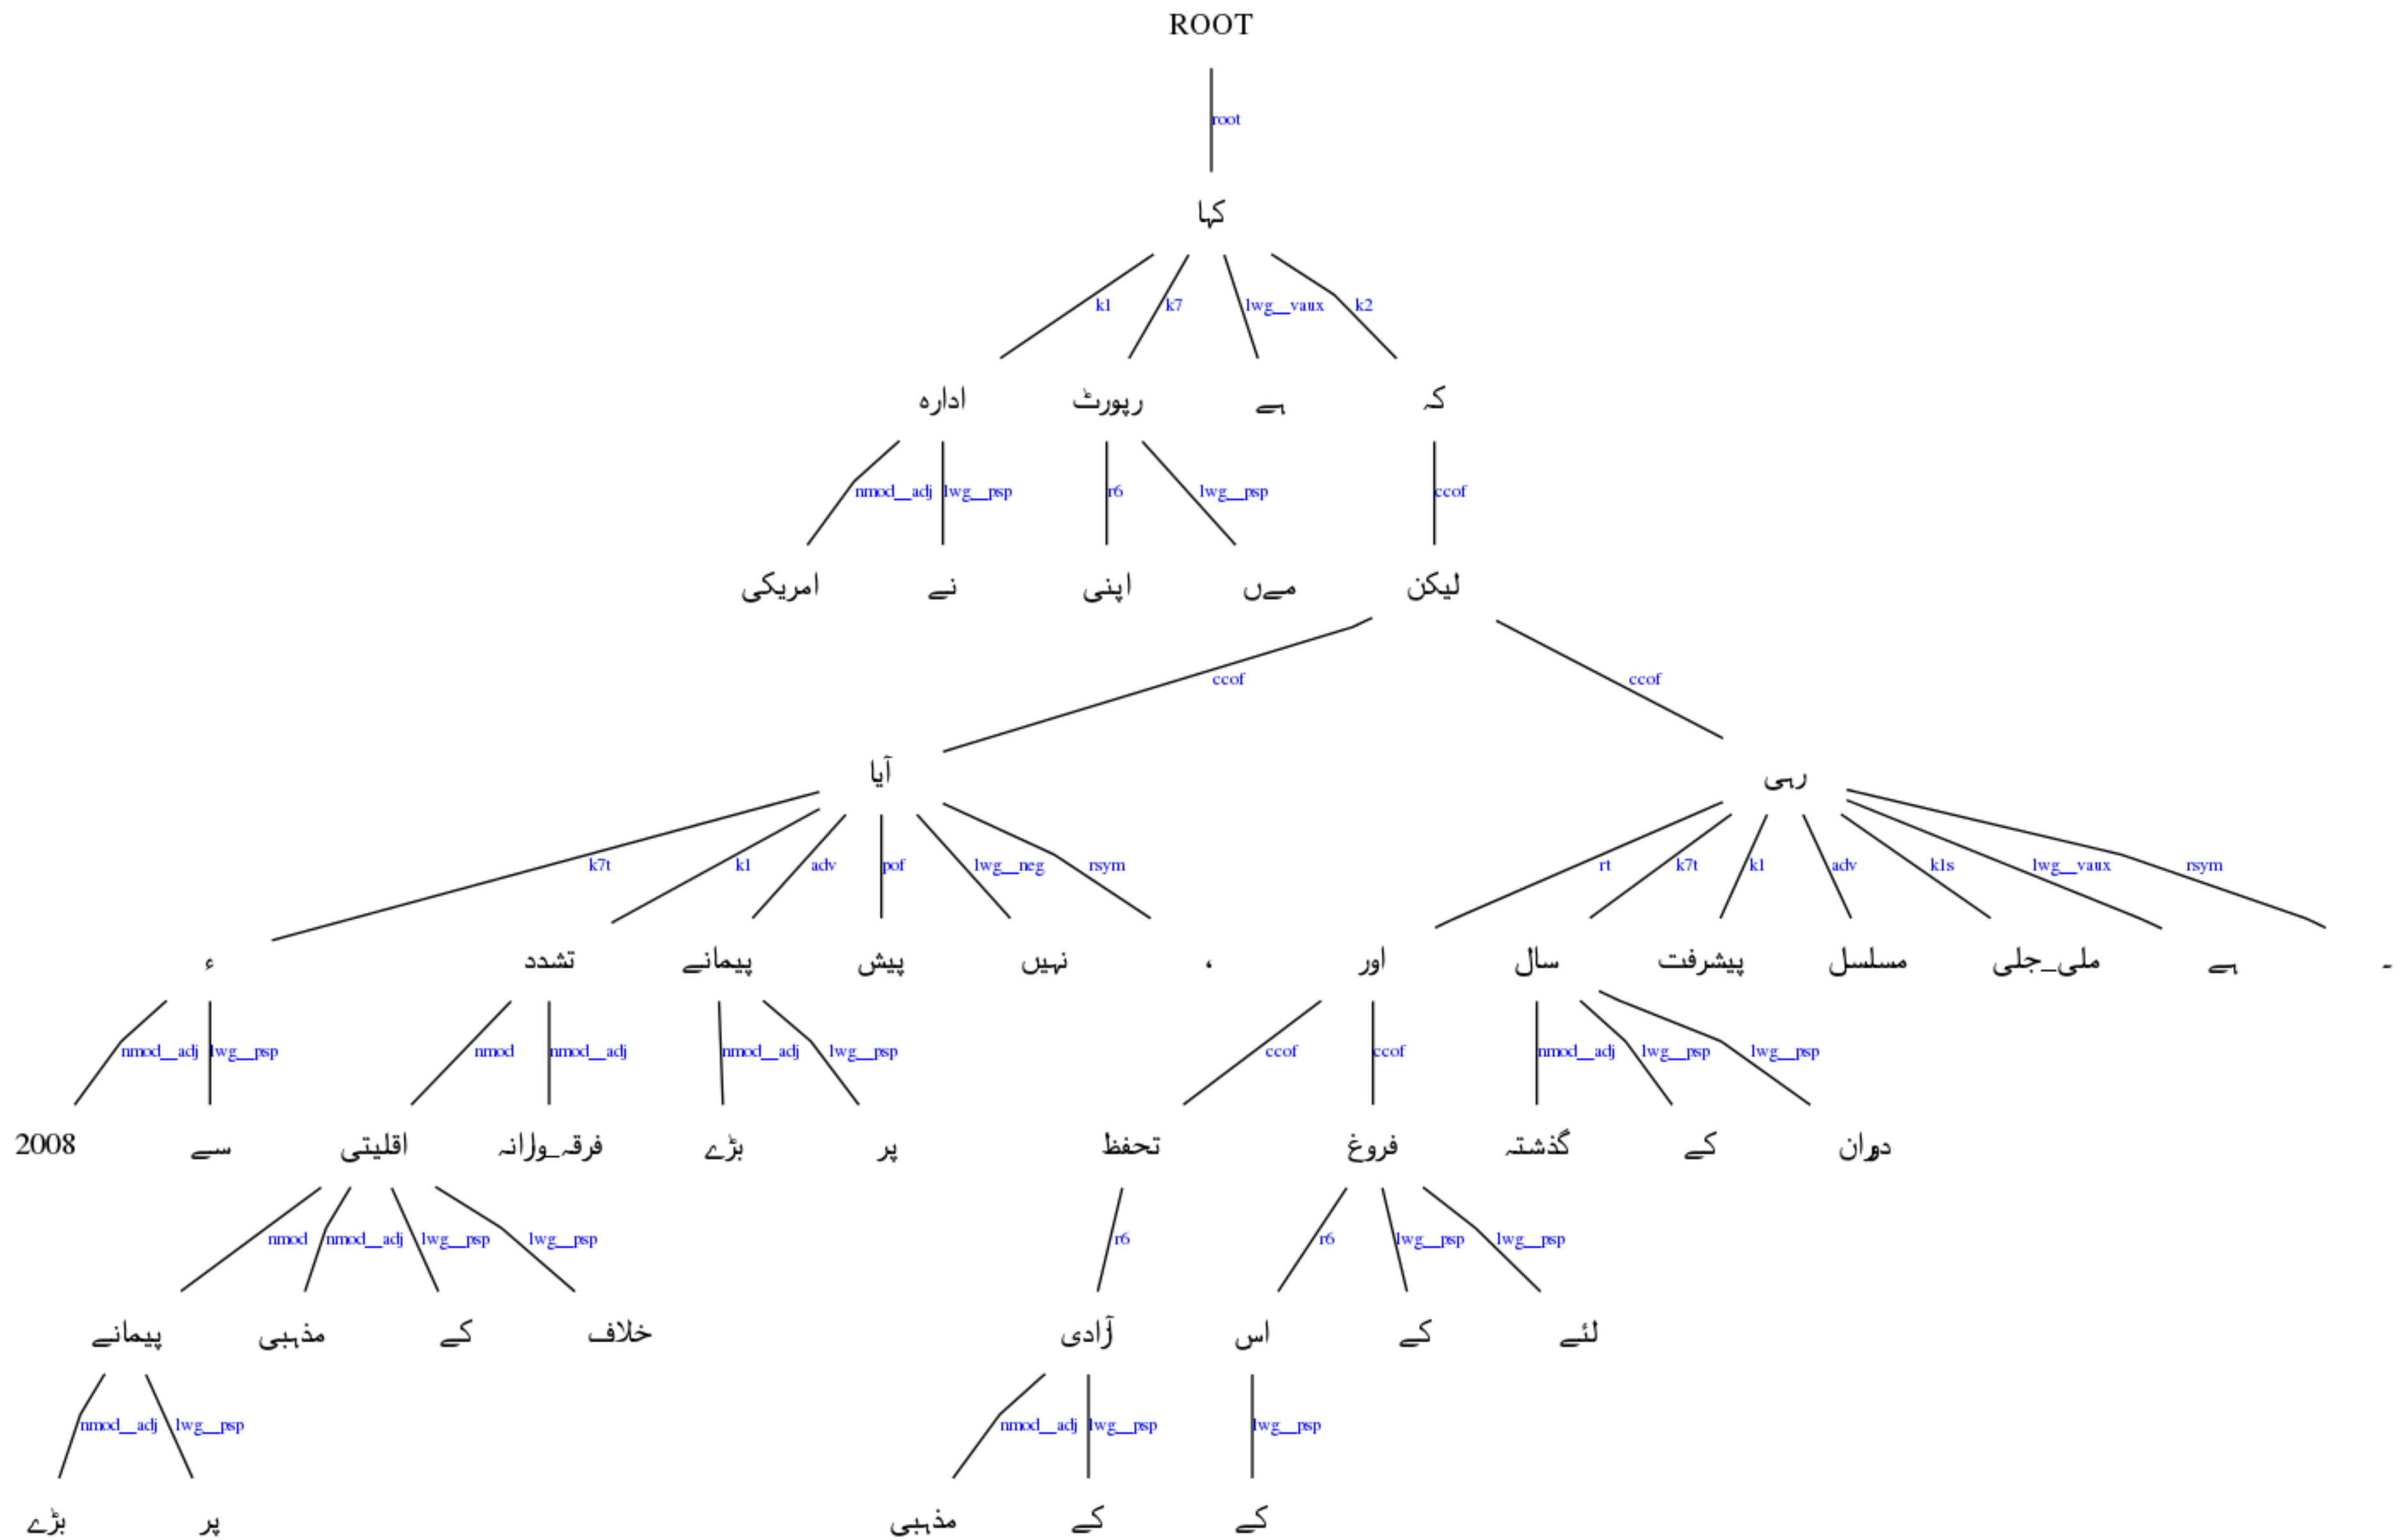 ROOT
root
کہا
k1 k7 lwg__vaux k2
ادارہ رپورٹ ہے کہ
nmod__adj lwg__psp r6 lwg__psp ccof
امریکی نے اپنی مےں لیکن
ccof ccof
آیا رہی
k7t k1 adv pof lwg__neg rsym rt k7t k1 adv k1s lwg__vaux rsym
ء تشدد پیمانے پیش نہیں ، اور سال پیشرفت مسلسل ملی_جلی ہے ۔
nmod__adj lwg__psp nmod nmod__adj nmod__adj lwg__psp ccof ccof nmod__adj lwg__psp lwg__psp
2008 سے اقلیتی فرقہ_وارانہ بڑے پر تحفظ فروغ گذشتہ کے دوران
nmod nmod__adj lwg__psp lwg__psp r6 r6 lwg__psp lwg__psp
پیمانے مذہبی کے خلاف آزادی اس کے لئے
nmod__adj lwg__psp nmod__adj lwg__psp lwg__psp
بڑے پر مذہبی کے کے